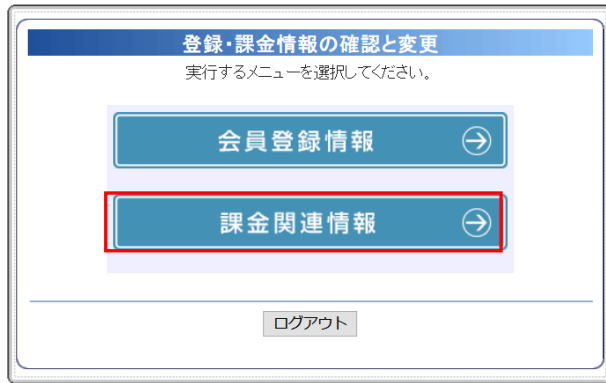 登録・課金情報の確認と変更
実行するメニューを選択してください。
会員登録情報
課金関連情報
ログアウト